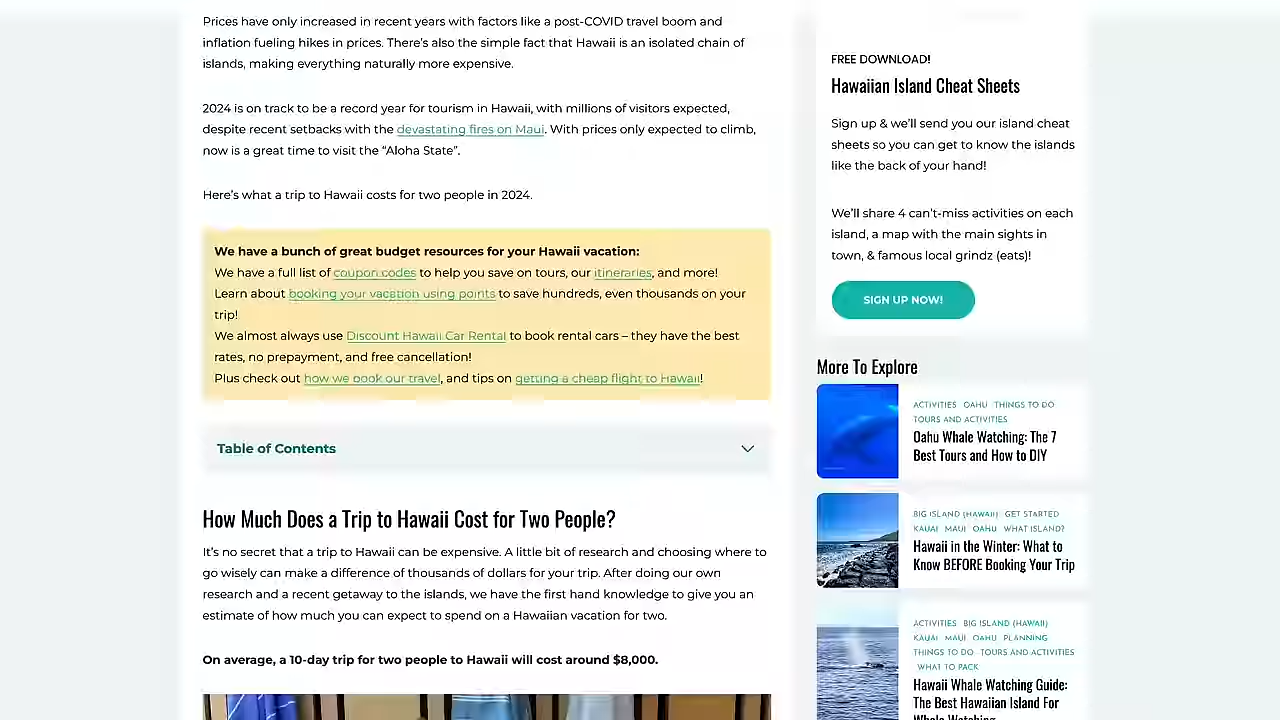 Prices have only increased in recent years with factors like a post-COVID travel boom and
inflation fueling hikes in prices. There's also the simple fact that Hawaii is an isolated chain of
islands, making everything naturally more expensive.
2024 is on track to be a record year for tourism in Hawaii, with millions of visitors expected,
despite recent setbacks with the devastating fires on Maui. With prices only expected to climb,
now is a great time to visit the “Aloha State”.
Here's what a trip to Hawaii costs for two people in 2024.
We have a bunch of great budget resources for your Hawaii vacation:
We have a full list of coupon codes to help you save on tours, our itineraries, and more!
Learn about booking your vacation using points to save hundreds, even thousands on your
trip!
We almost always use Discount Hawaii Car Rental to book rental cars – they have the best
rates, no prepayment, and free cancellation!
Plus check out how we book our travel, and tips on getting a cheap flight to Hawaii!
Table of Contents
How Much Does a Trip to Hawaii Cost for Two People?
It's no secret that a trip to Hawaii can be expensive. A little bit of research and choosing where to
go wisely can make a difference of thousands of dollars for your trip. After doing our own
research and a recent getaway to the islands, we have the first hand knowledge to give you an
estimate of how much you can expect to spend on a Hawaiian vacation for two.
On average, a 10-day trip for two people to Hawaii will cost around $8,000.
FREE DOWNLOAD!
Hawaiian Island Cheat Sheets
Sign up & we'll send you our island cheat
sheets so you can get to know the islands
like the back of your hand!
We'll share 4 can't-miss activities on each
island, a map with the main sights in
town, & famous local grindz (eats)!
SIGN UP NOW!
More To Explore
ACTIVITIES OAHU THINGS TO DO
TOURS AND ACTIVITIES
Oahu Whale Watching: The 7
Best Tours and How to DIY
BIG ISLAND (HAWAII) GET STARTED
KAUAI MAUI OAHU WHAT ISLAND?
Hawaii in the Winter: What to
Know BEFORE Booking Your Trip
ACTIVITIES BIG ISLAND (HAWAII)
KAUAI MAUI OAHU PLANNING
THINGS TO DO TOURS AND ACTIVITIES
WHAT TO PACK
Hawaii Whale Watching Guide:
The Best Hawaiian Island For
Whale Watching